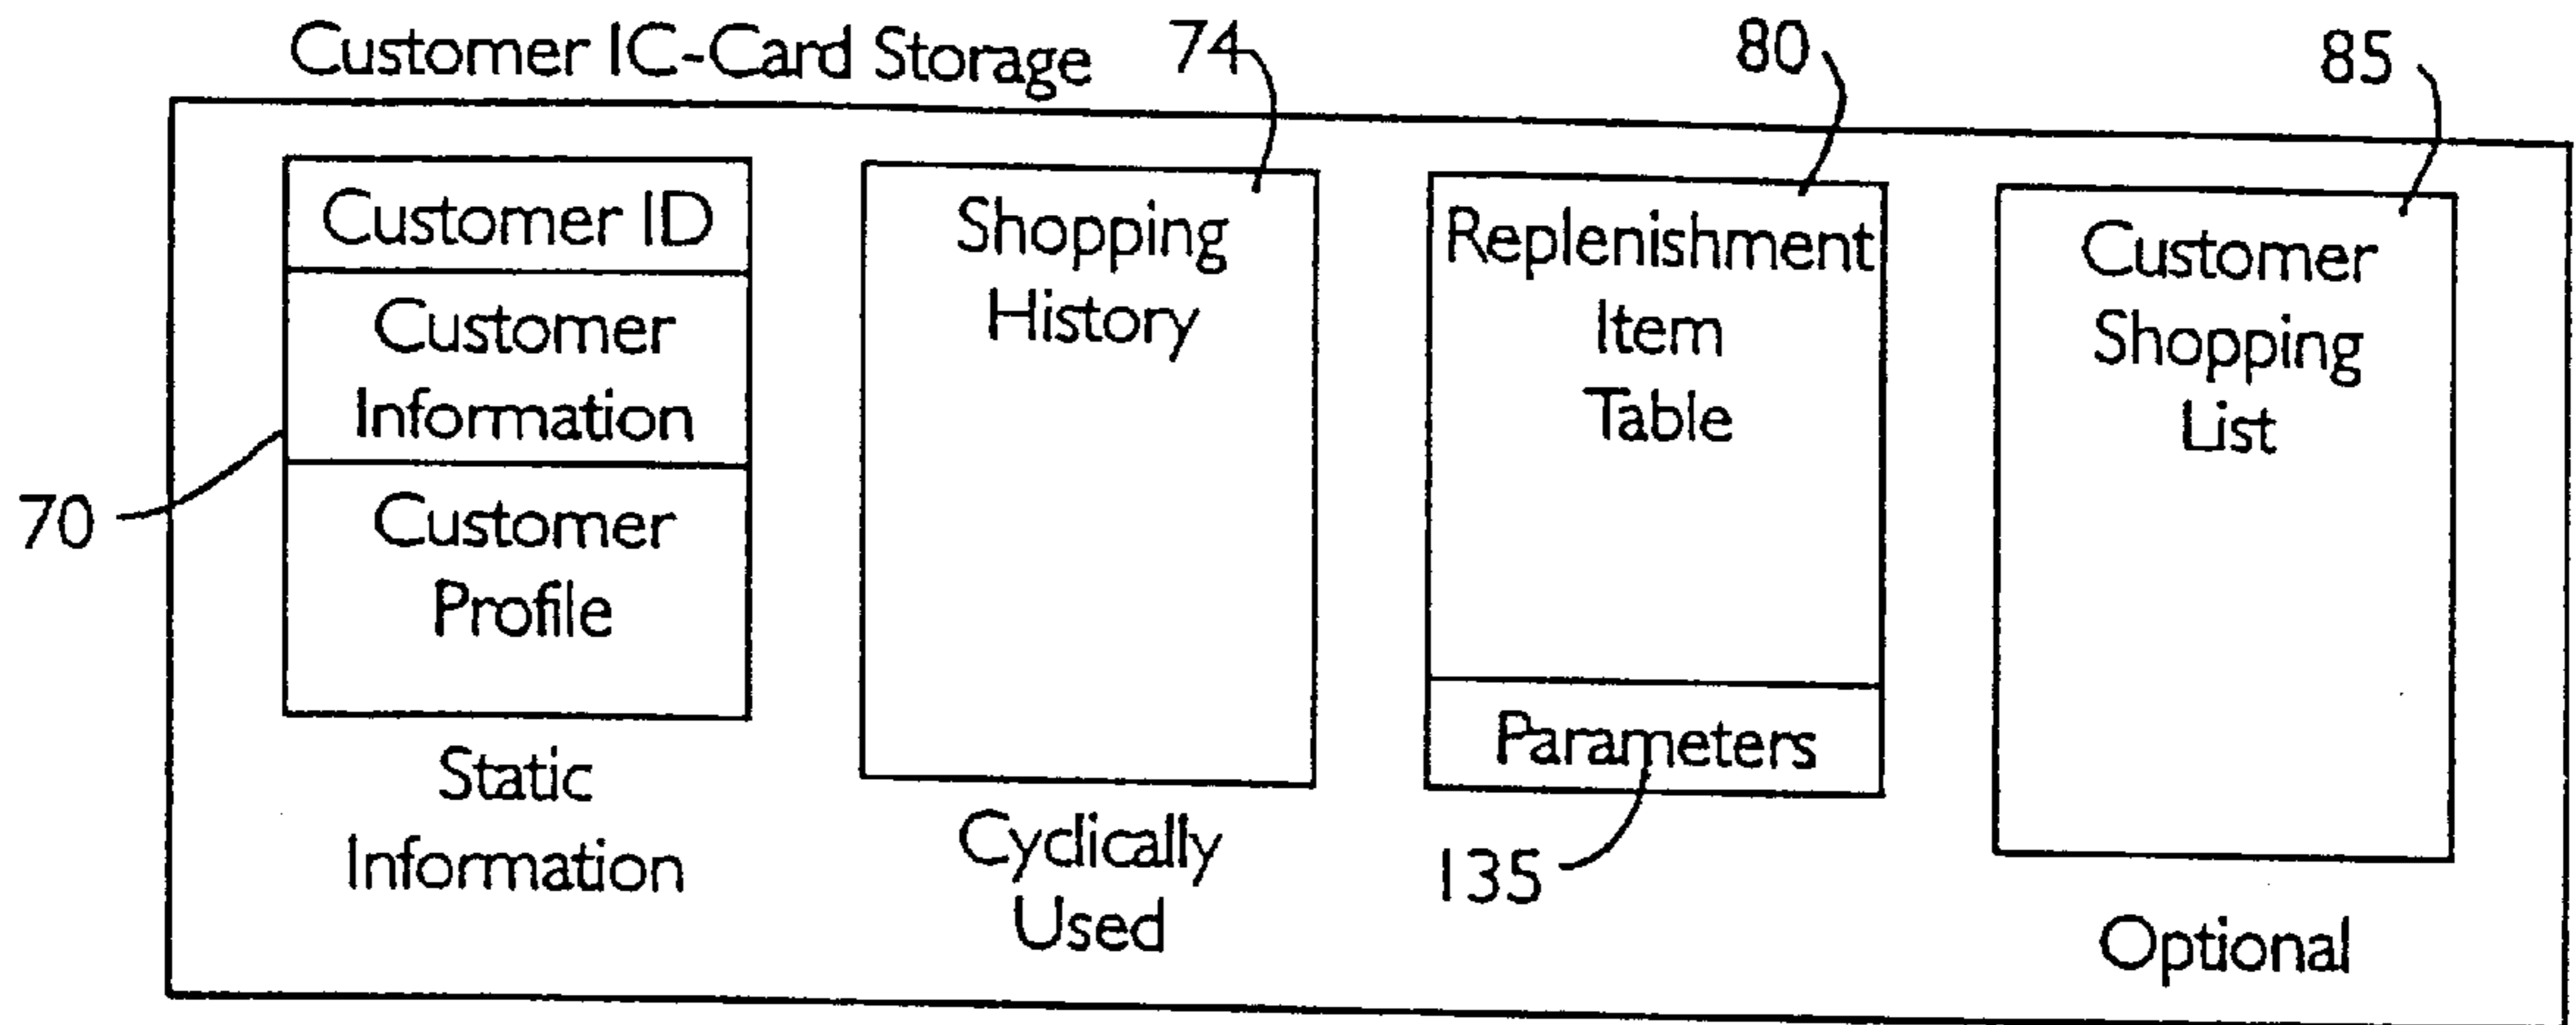 Customer IC-Card Storage
74
80
85
Customer ID
Customer
Information
Customer
Profile
70
Static
Information
Shopping
History
Cyclically
Used
Replenishment
Item
Table
Parameters
135
Customer
Shopping
List
Optional